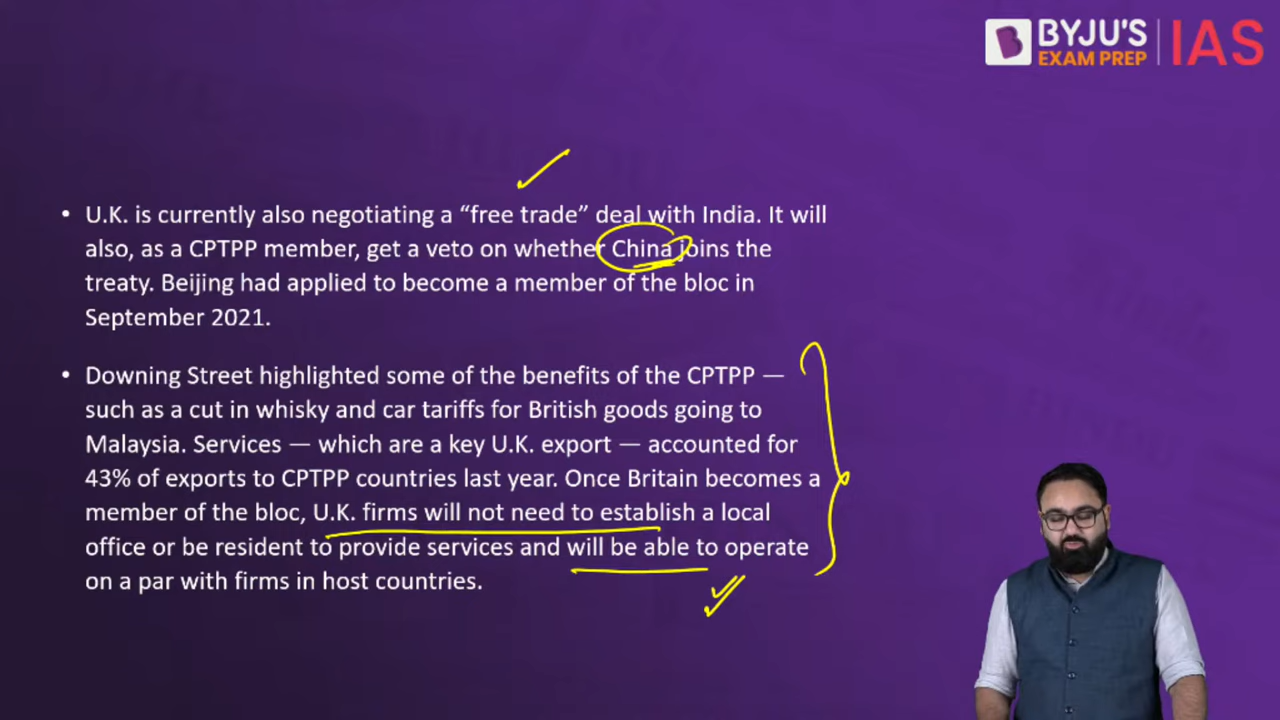 BYJU'S
EXAM PREP
IAS
• U.K. is currently also negotiating a “free trade” deal with India. It will
also, as a CPTPP member, get a veto on whether China joins the
treaty. Beijing had applied to become a member of the bloc in
September 2021.
• Downing Street highlighted some of the benefits of the CPTPP —
such as a cut in whisky and car tariffs for British goods going to
Malaysia. Services — which are a key U.K. export — accounted for
43% of exports to CPTPP countries last year. Once Britain becomes a
member of the bloc, U.K. firms will not need to establish a local
office or be resident to provide services and will be able to operate
on a par with firms in host countries.